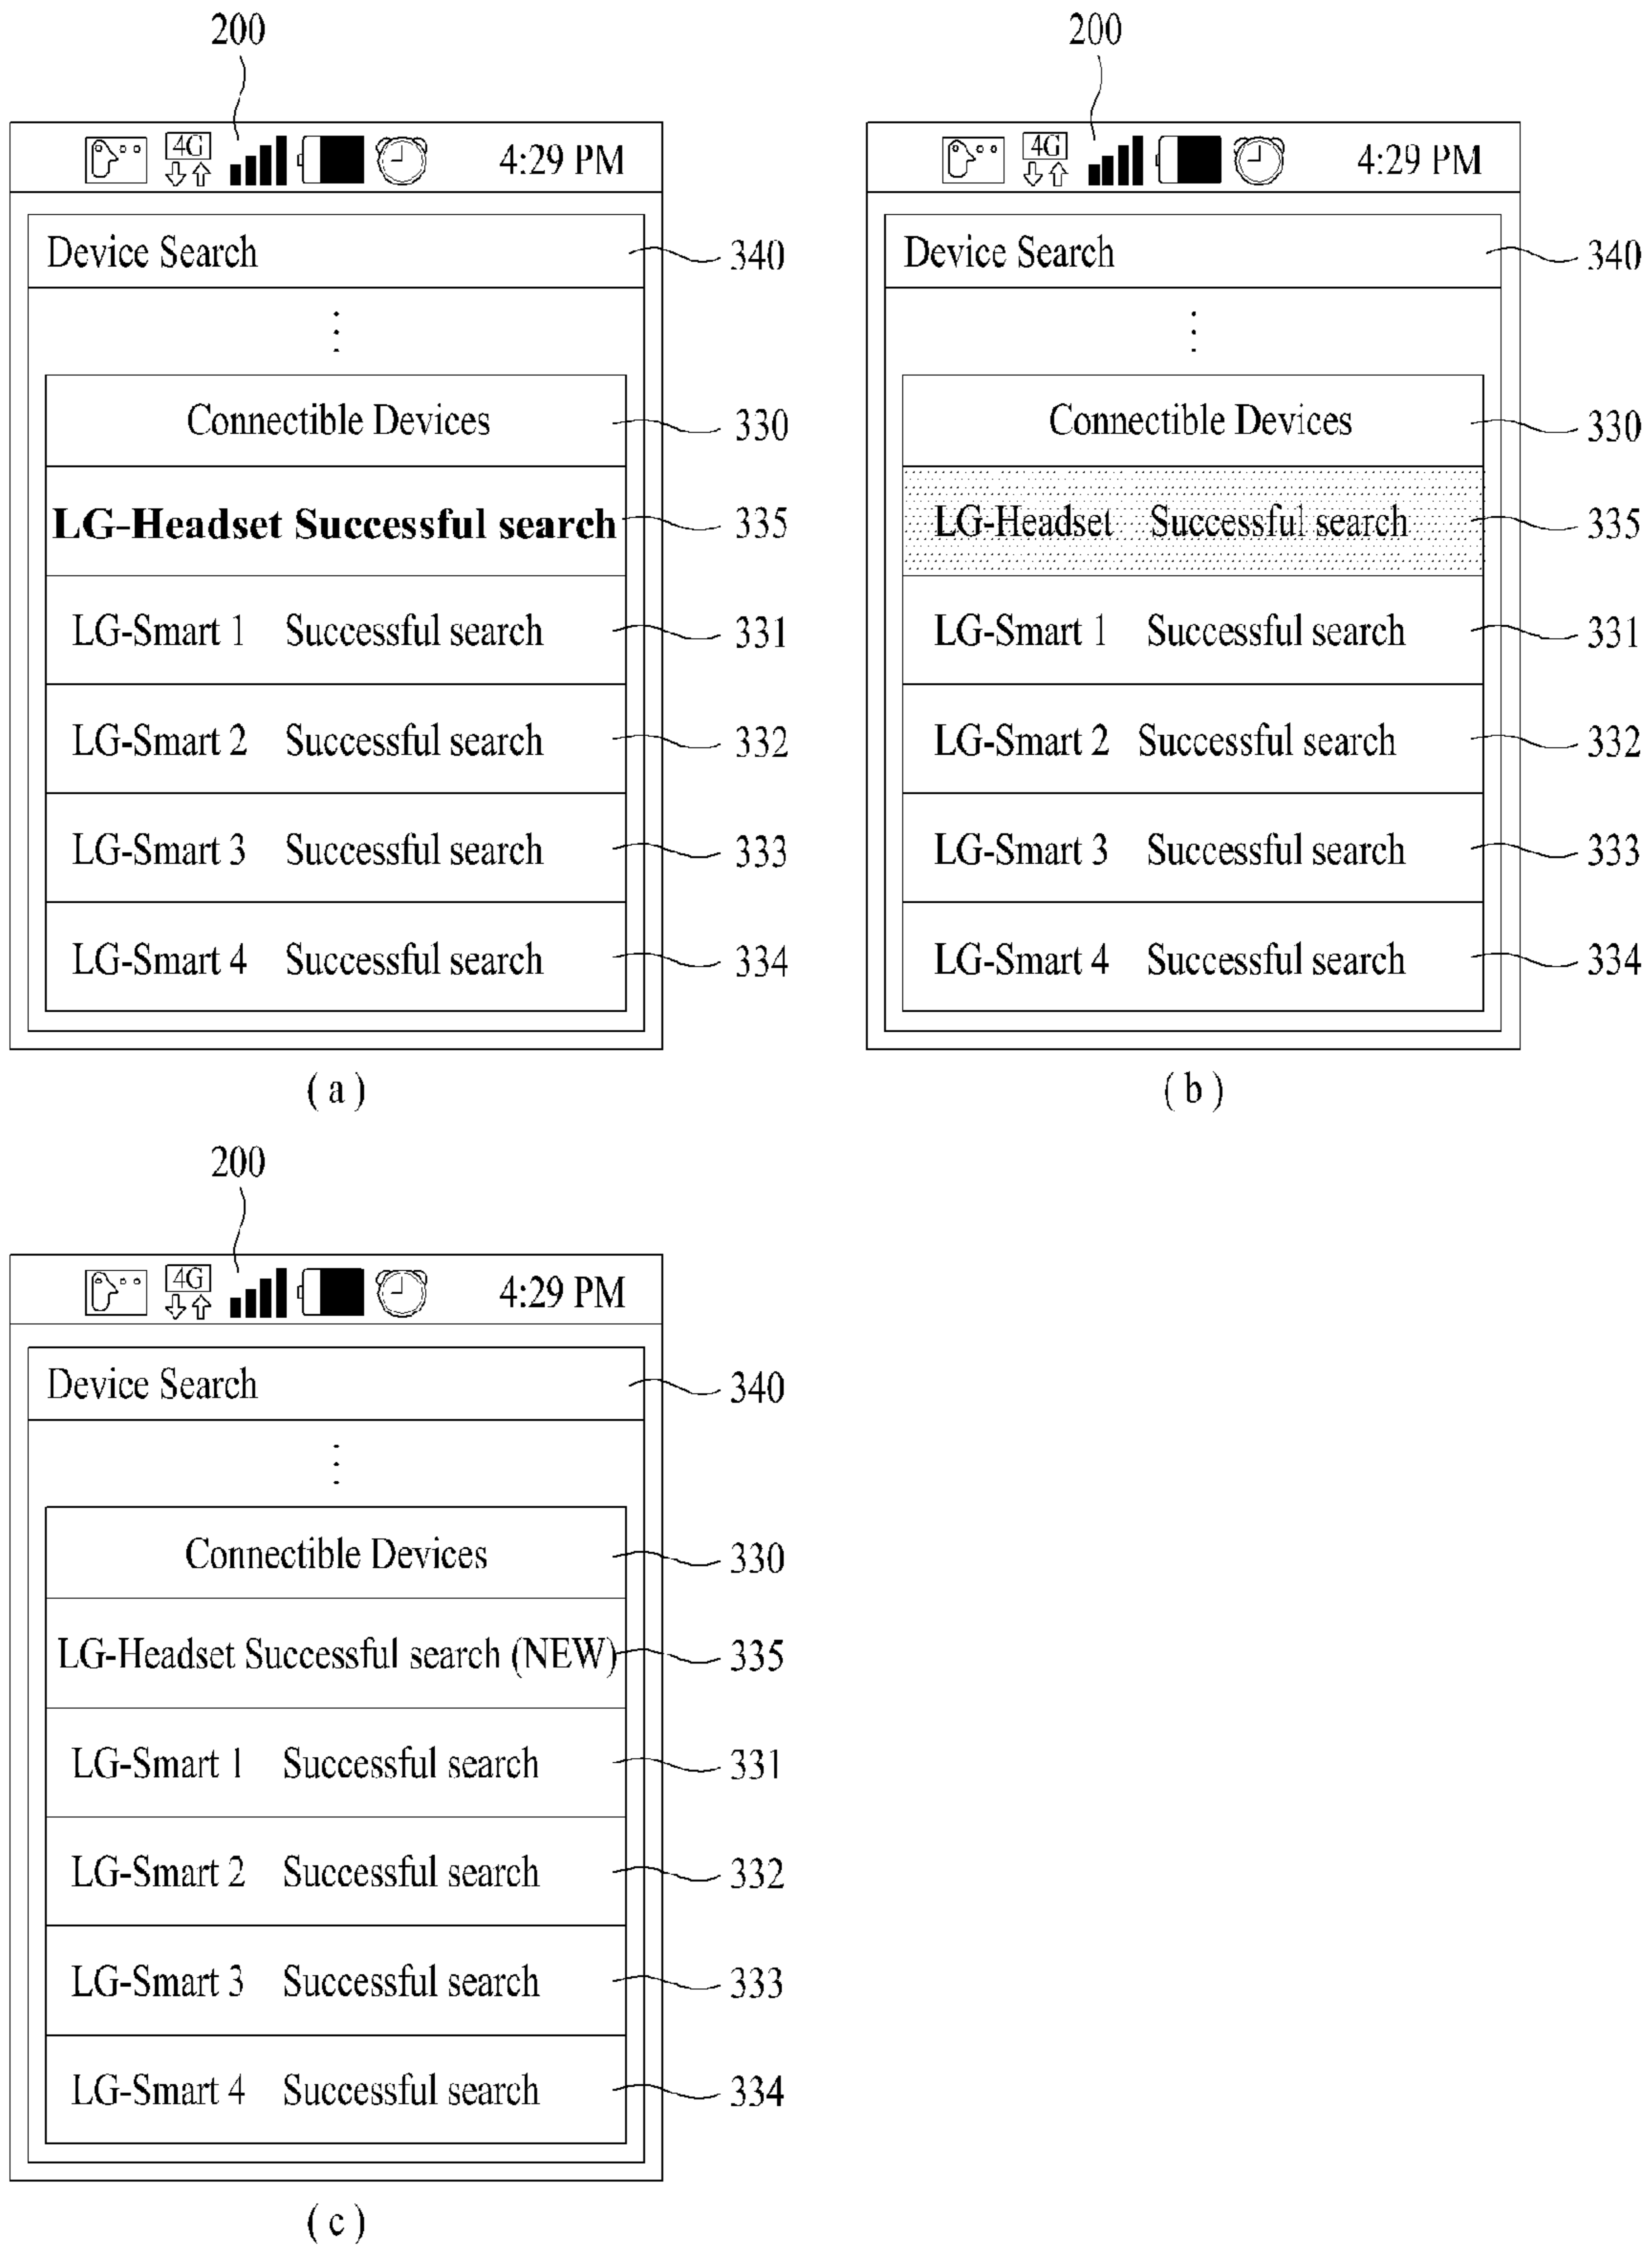 200
4G 4:29 PM
Device Search 340
Connectible Devices 330
LG-Headset Successful search 335
LG-Smart 1 Successful search 331
LG-Smart 2 Successful search 332
LG-Smart 3 Successful search 333
LG-Smart 4 Successful search 334
( a )
200
4G 4:29 PM
Device Search 340
Connectible Devices 330
LG-Headset Successful search 335
LG-Smart 1 Successful search 331
LG-Smart 2 Successful search 332
LG-Smart 3 Successful search 333
LG-Smart 4 Successful search 334
( b )
200
4G 4:29 PM
Device Search 340
Connectible Devices 330
LG-Headset Successful search (NEW) 335
LG-Smart 1 Successful search 331
LG-Smart 2 Successful search 332
LG-Smart 3 Successful search 333
LG-Smart 4 Successful search 334
( c )